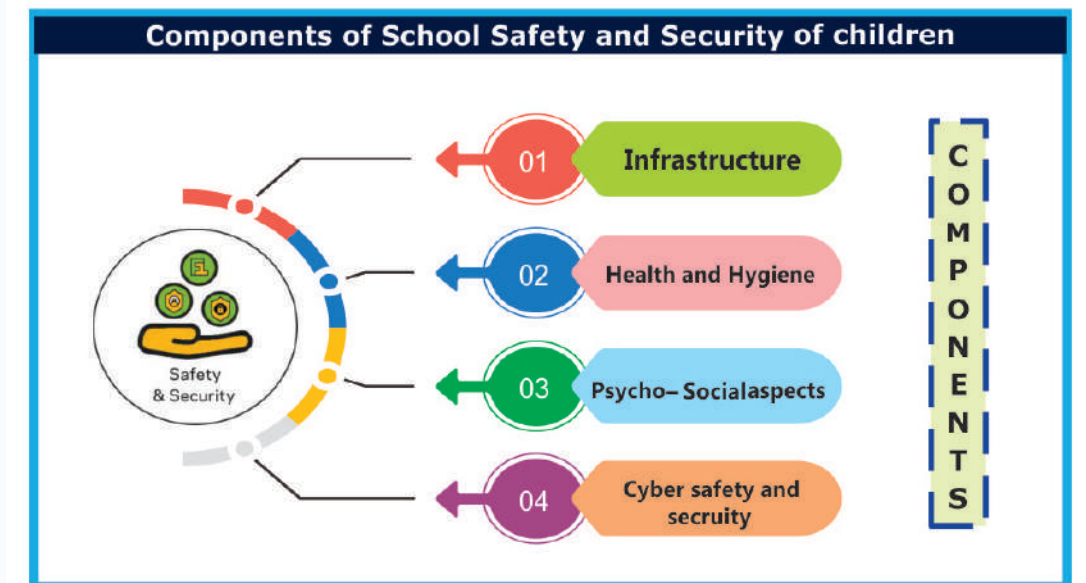 Components of School Safety and Security of children
Safety
& Security
01
Infrastructure
02
Health and Hygiene
03
Psycho-Socialaspects
04
Cyber safety and
secruity
COMPONENTS